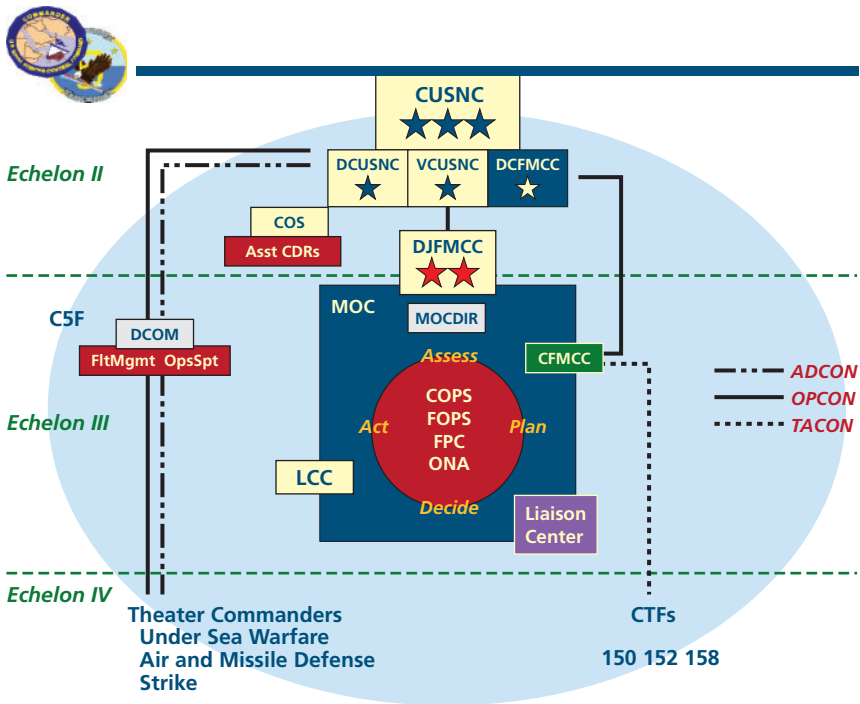 COMMANDER
CUSNC
Echelon II
DCUSNC
VCUSNC
DCFMCC
COS
Asst CDRs
DJFMCC
C5F
MOC
MOCDIR
DCOM
FltMgmt OpsSpt
Assess
CFMCC
ADCON
OPCON
TACON
Echelon III
COPS
FOPS
FPC
ONA
Act
Plan
LCC
Decide
Liaison
Center
Echelon IV
Theater Commanders
Under Sea Warfare
Air and Missile Defense
Strike
CTFs
150 152 158